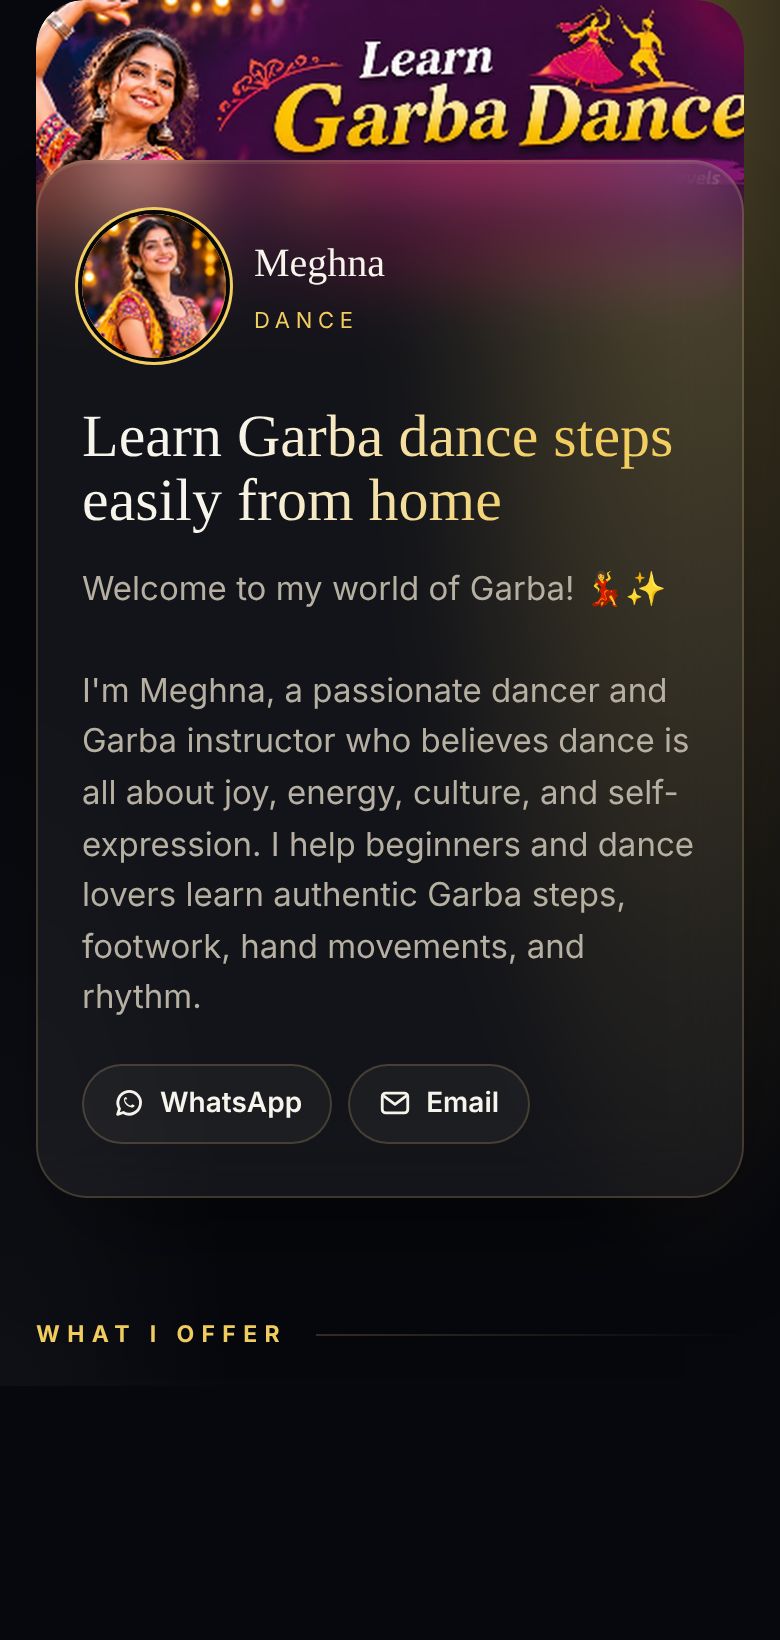 Learn
Garba Dance
vels
Meghna
DANCE
Learn Garba dance steps
easily from home
Welcome to my world of Garba! 💃✨
I'm Meghna, a passionate dancer and
Garba instructor who believes dance is
all about joy, energy, culture, and self-
expression. I help beginners and dance
lovers learn authentic Garba steps,
footwork, hand movements, and
rhythm.
WhatsApp
Email
WHAT I OFFER